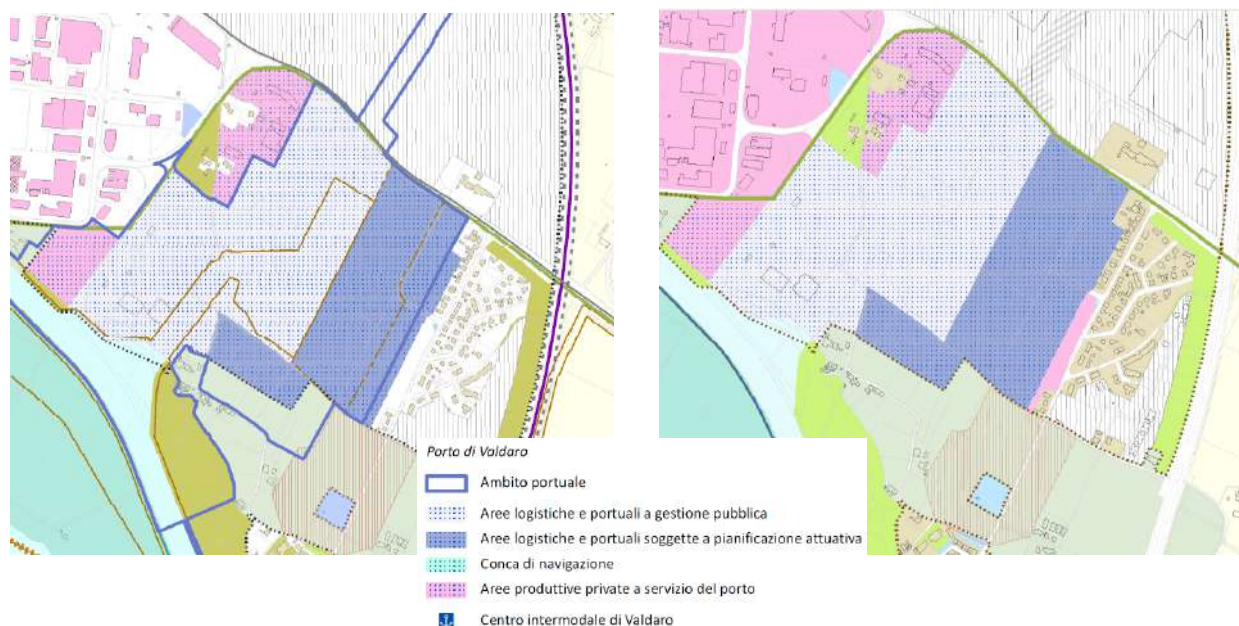 Porto di Valdaro
Ambito portuale
Aree logistiche e portuali a gestione pubblica
Aree logistiche e portuali soggette a pianificazione attuativa
Conca di navigazione
Aree produttive private a servizio del porto
Centro intermodale di Valdaro